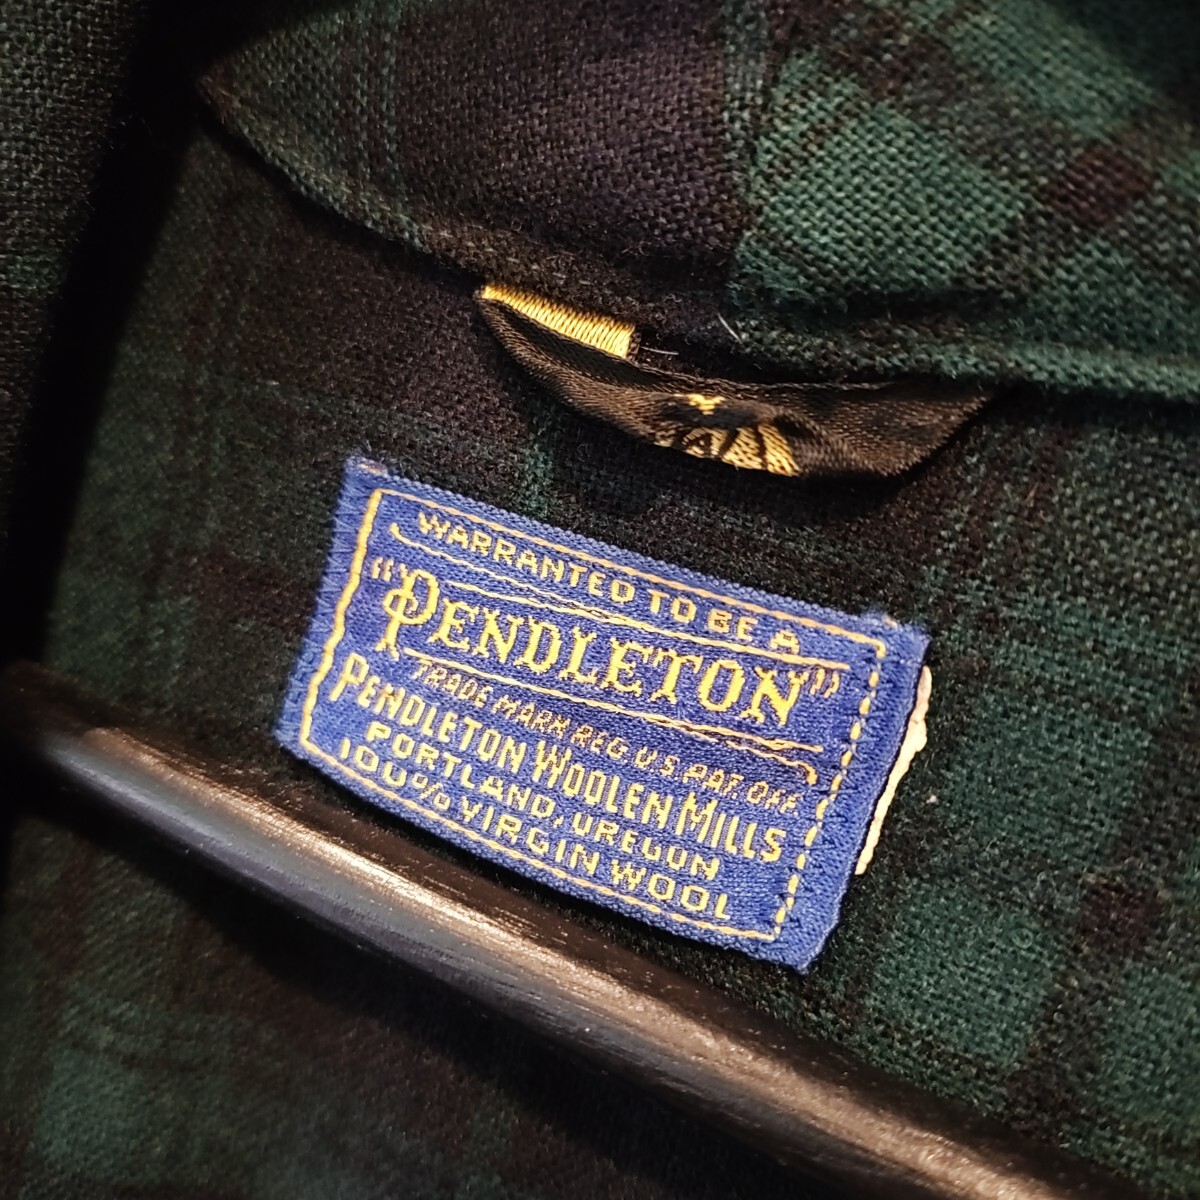 WARRANTED TO BE A
"PENDLETON"
TRADE MARK REG. U.S. PAT. OFF.
PENDLETON WOOLEN MILLS
PORTLAND, OREGON
100% VIRGIN WOOL